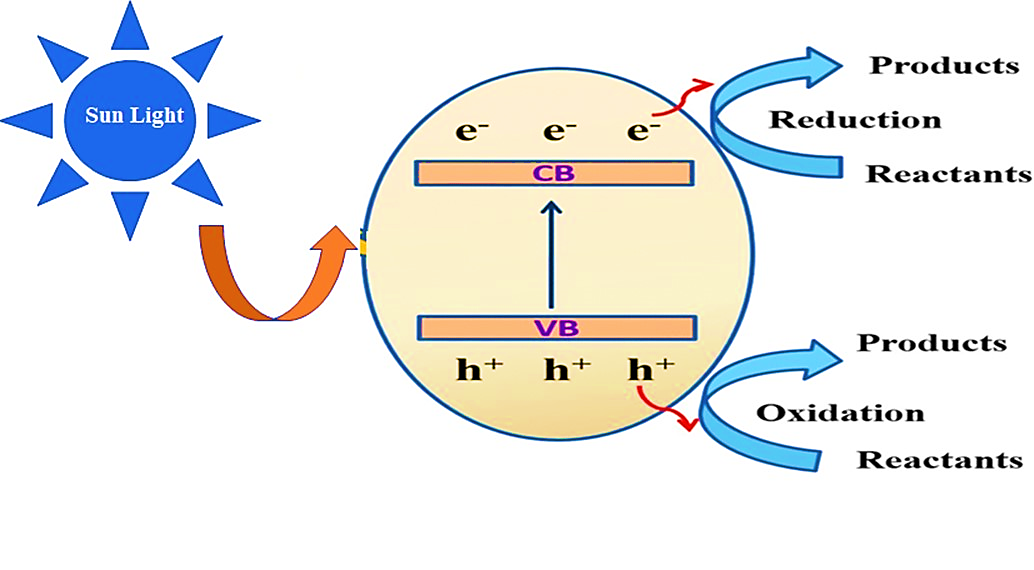 Sun Light
e⁻ e⁻ e⁻
CB
VB
h⁺ h⁺ h⁺
Products
Reduction
Reactants
Products
Oxidation
Reactants